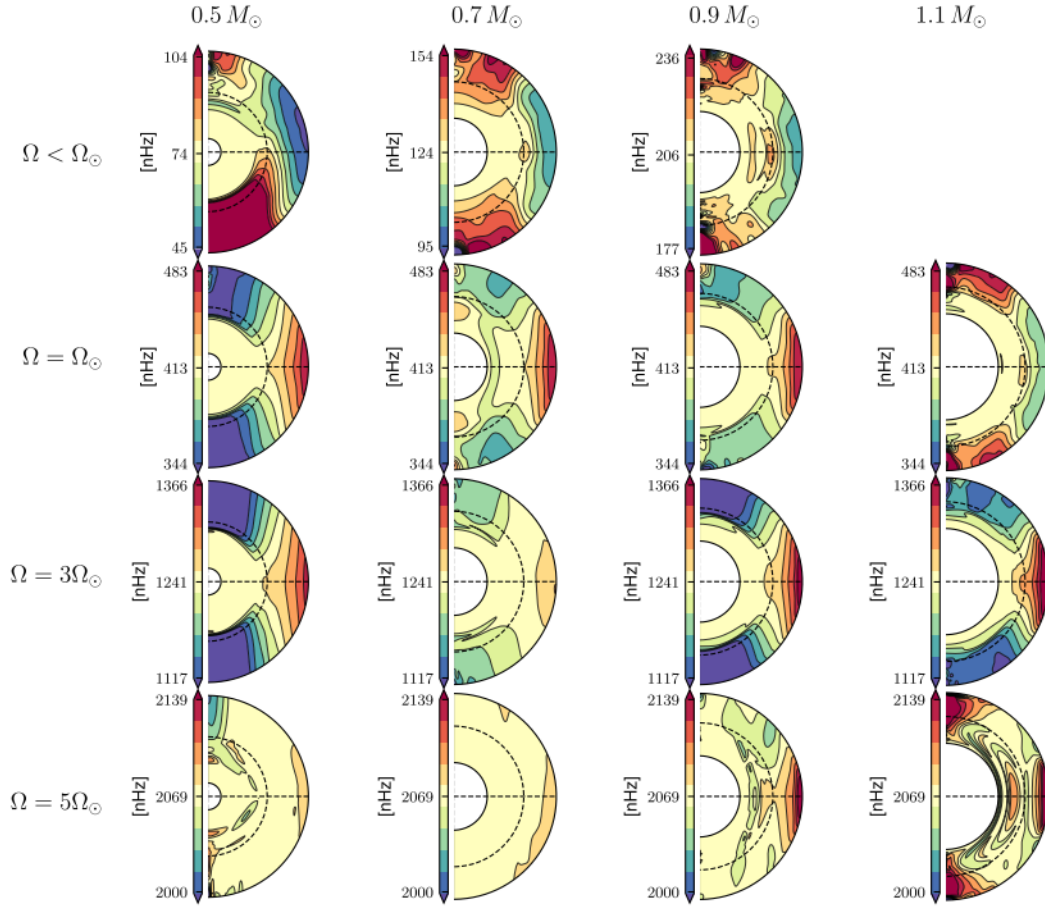 0.5 M☉ 0.7 M☉ 0.9 M☉ 1.1 M☉
Ω < Ω☉
[nHz] 104 74 45
[nHz] 154 124 95
[nHz] 236 206 177
Ω = Ω☉
[nHz] 483 413 344
[nHz] 483 413 344
[nHz] 483 413 344
[nHz] 483 413 344
Ω = 3Ω☉
[nHz] 1366 1241 1117
[nHz] 1366 1241 1117
[nHz] 1366 1241 1117
[nHz] 1366 1241 1117
Ω = 5Ω☉
[nHz] 2139 2069 2000
[nHz] 2139 2069 2000
[nHz] 2139 2069 2000
[nHz] 2139 2069 2000